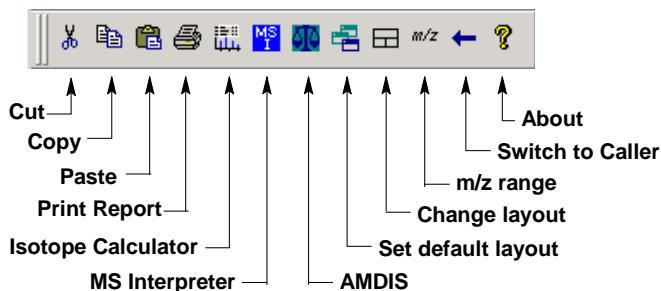 MS
I
m/z
Cut
About
Copy
Switch to Caller
Paste
m/z range
Print Report
Change layout
Isotope Calculator
Set default layout
MS Interpreter
AMDIS